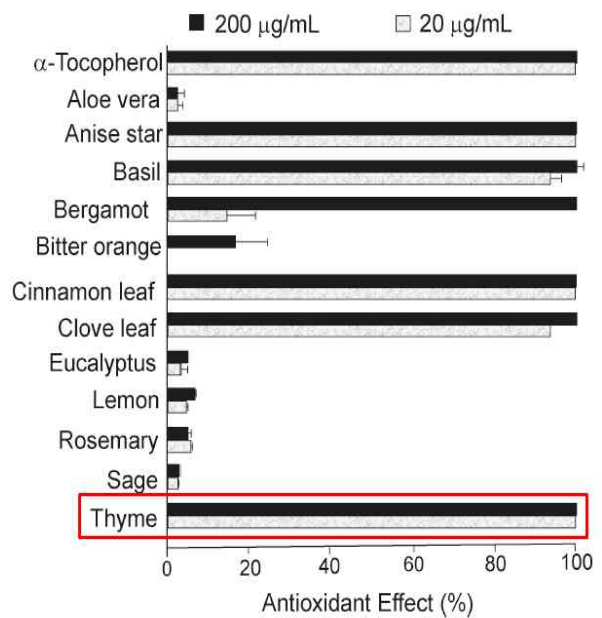 200 μg/mL 20 μg/mL
α-Tocopherol
Aloe vera
Anise star
Basil
Bergamot
Bitter orange
Cinnamon leaf
Clove leaf
Eucalyptus
Lemon
Rosemary
Sage
Thyme
0 20 40 60 80 100
Antioxidant Effect (%)